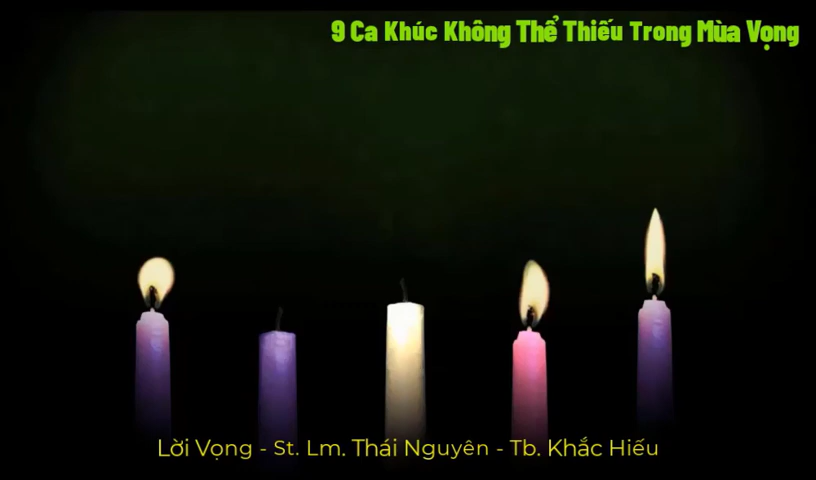 9 Ca Khúc Không Thể Thiếu Trong Mùa Vọng
Lời Vọng - St. Lm. Thái Nguyên - Tb. Khắc Hiếu